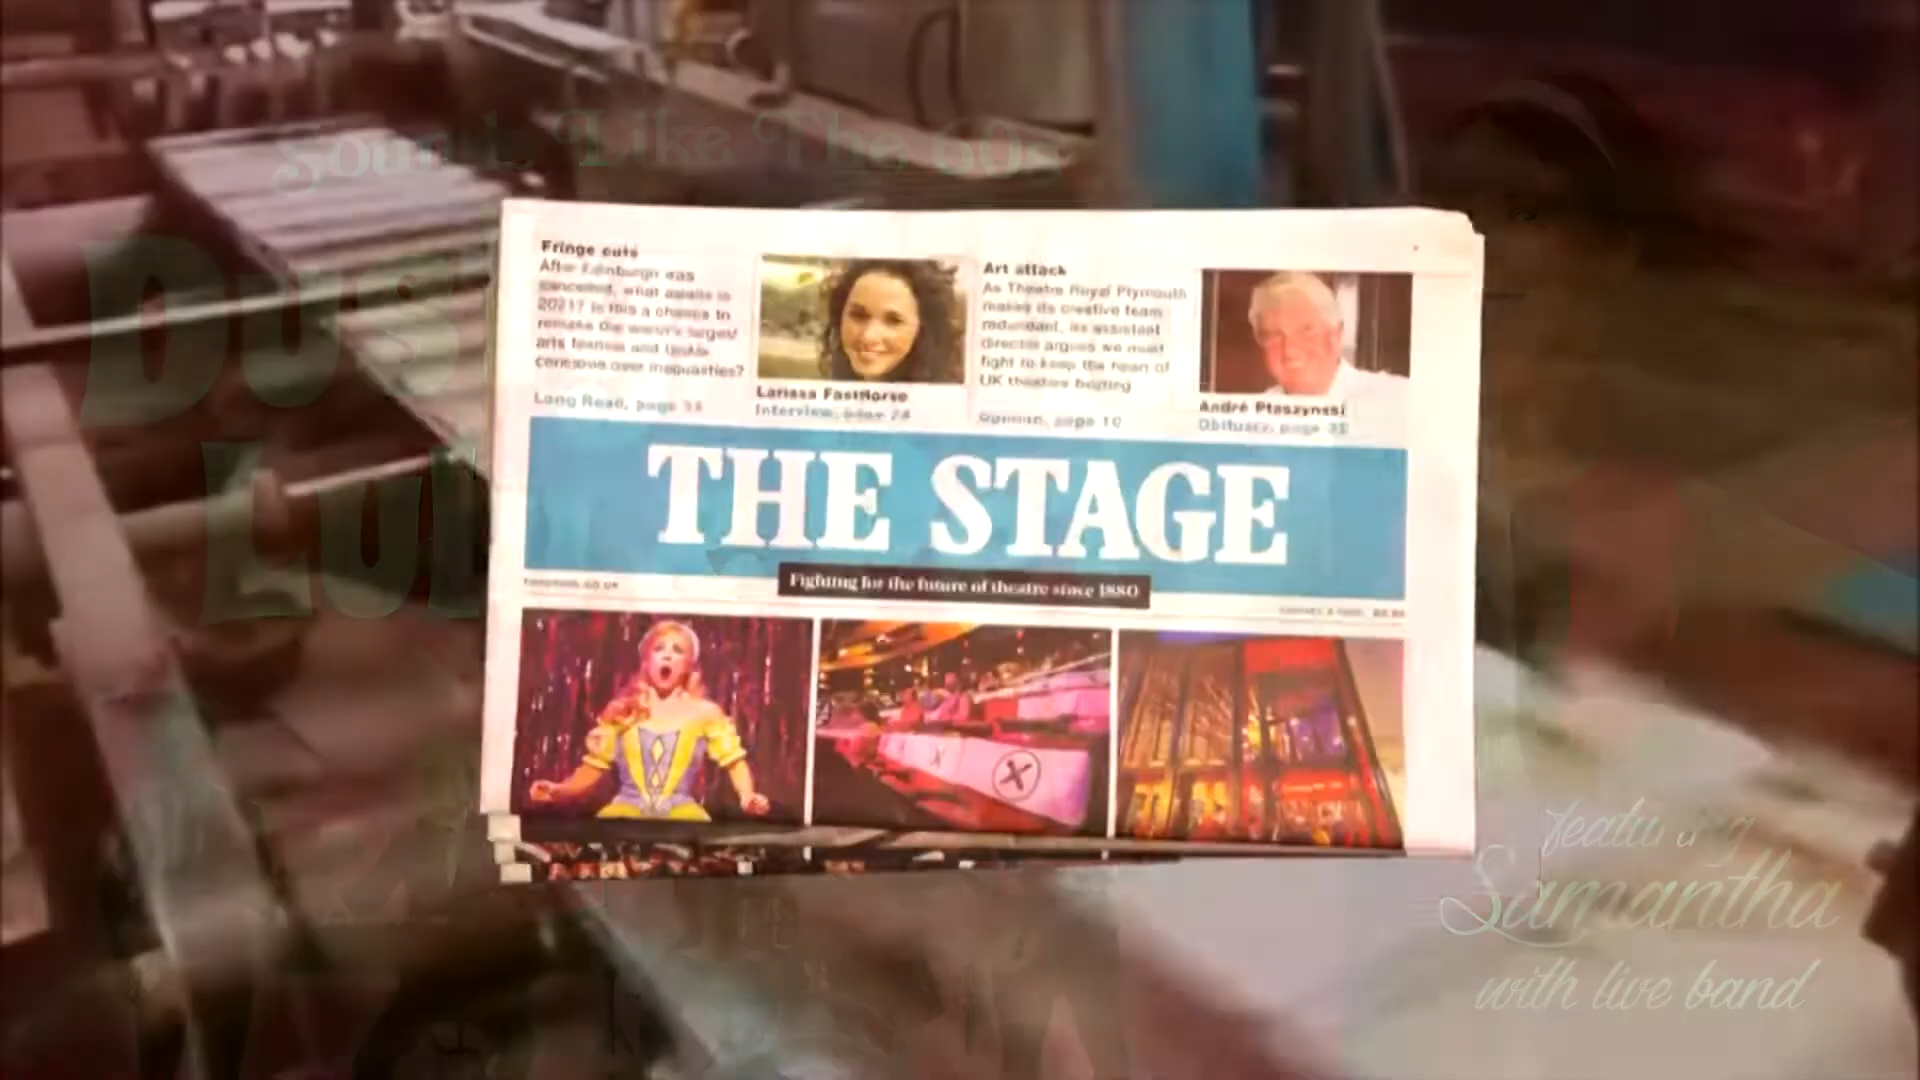 Sounds Like The 60s
Fringe cuts
After Edinburgh was
cancelled, what awaits in
2021? Is this a chance to
remake the world's largest
arts festival and tackle
concerns over inequalities?
Long Read, page
Larissa FastHorse
Interview, page
Art attack
As Theatre Royal Plymouth
makes its creative team
redundant, its assistant
director argues we must
fight to keep the heart of
UK theatre beating
Opinion, page 10
André Ptaszynski
Obituary, page
THE STAGE
Fighting for the future of theatre since 1880
featuring
Samantha
with live band